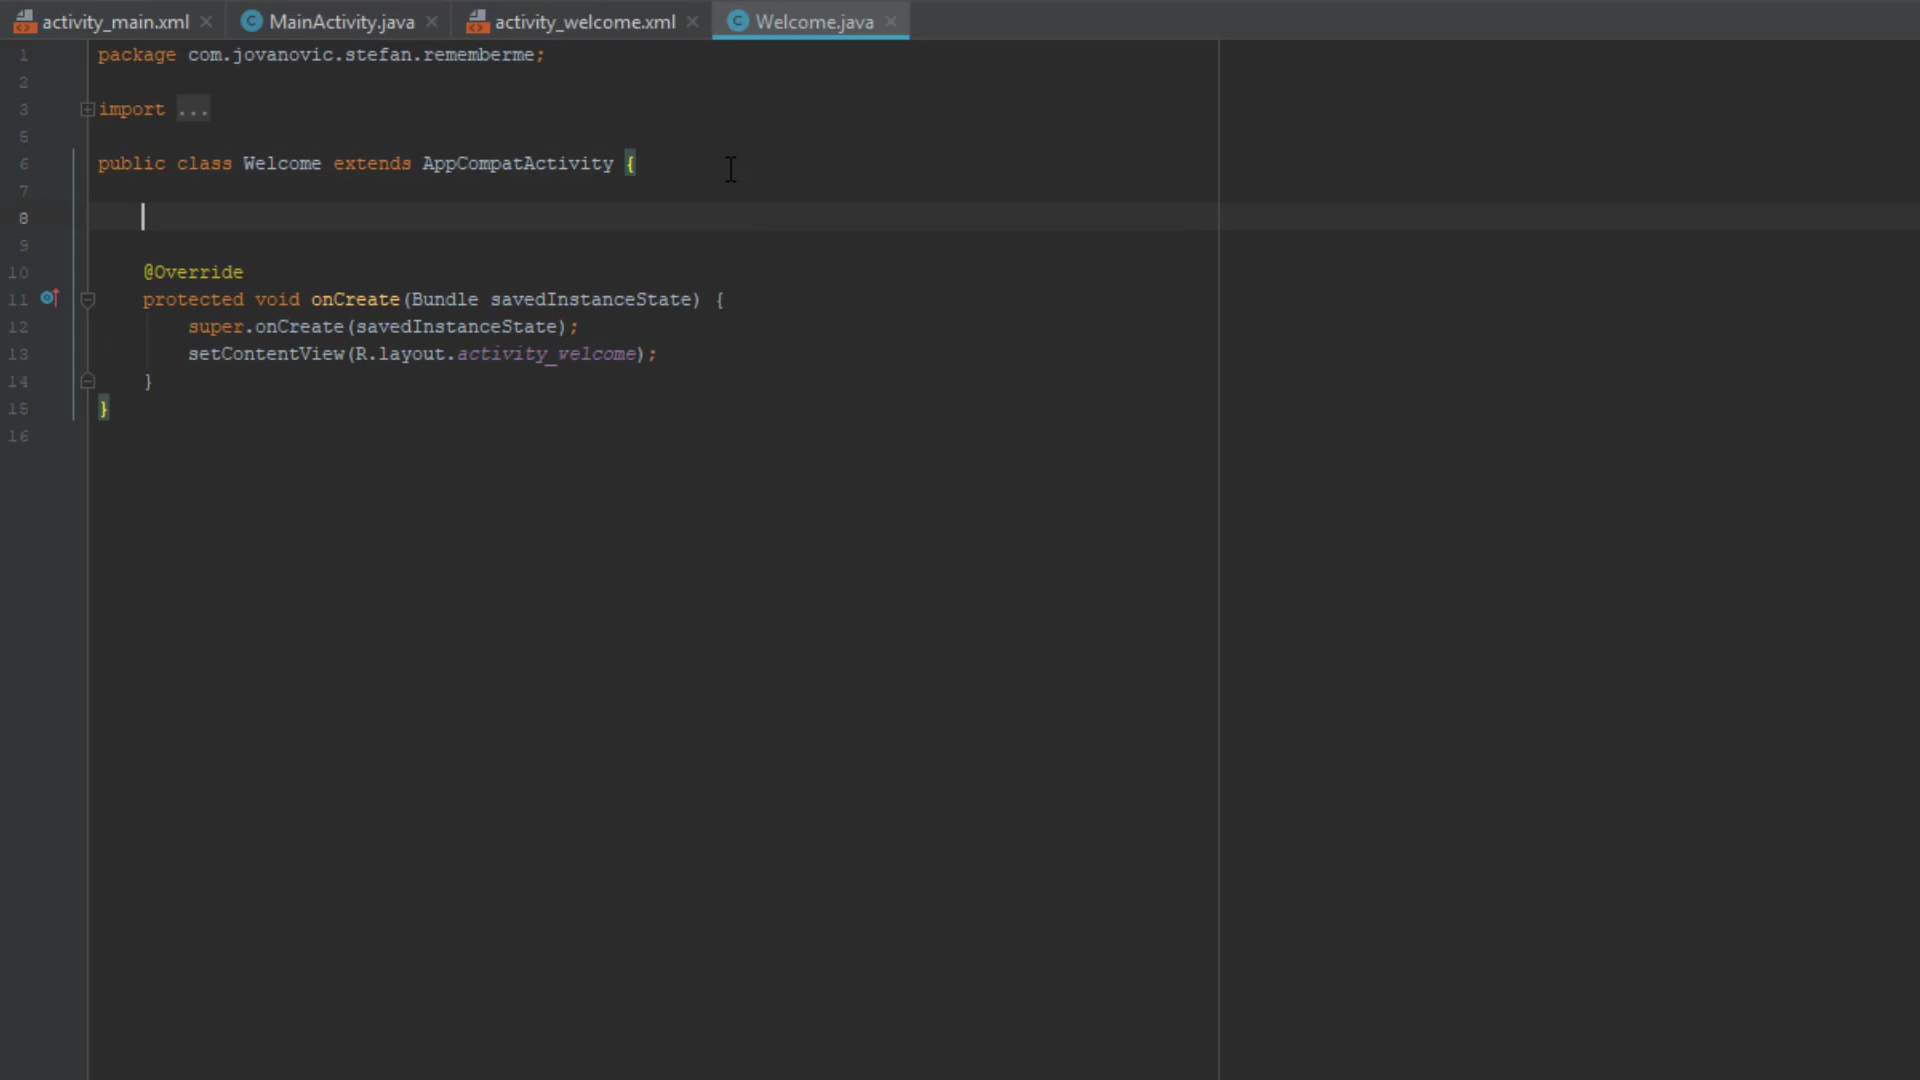 activity_main.xml MainActivity.java activity_welcome.xml Welcome.java
1 package com.jovanovic.stefan.rememberme;
2
3 import ...
5
6 public class Welcome extends AppCompatActivity {
7
8
9
10 @Override
11 protected void onCreate(Bundle savedInstanceState) {
12 super.onCreate(savedInstanceState);
13 setContentView(R.layout.activity_welcome);
14 }
15 }
16